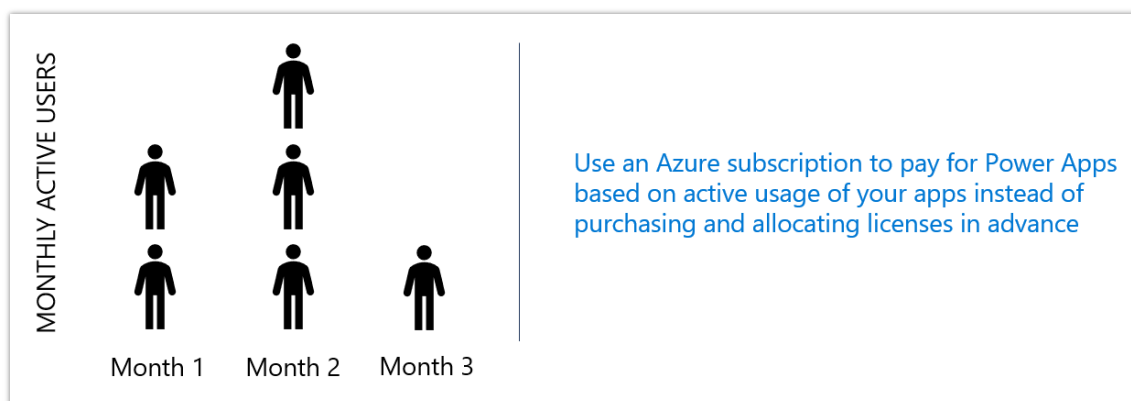 MONTHLY ACTIVE USERS
Month 1
Month 2
Month 3
Use an Azure subscription to pay for Power Apps
based on active usage of your apps instead of
purchasing and allocating licenses in advance